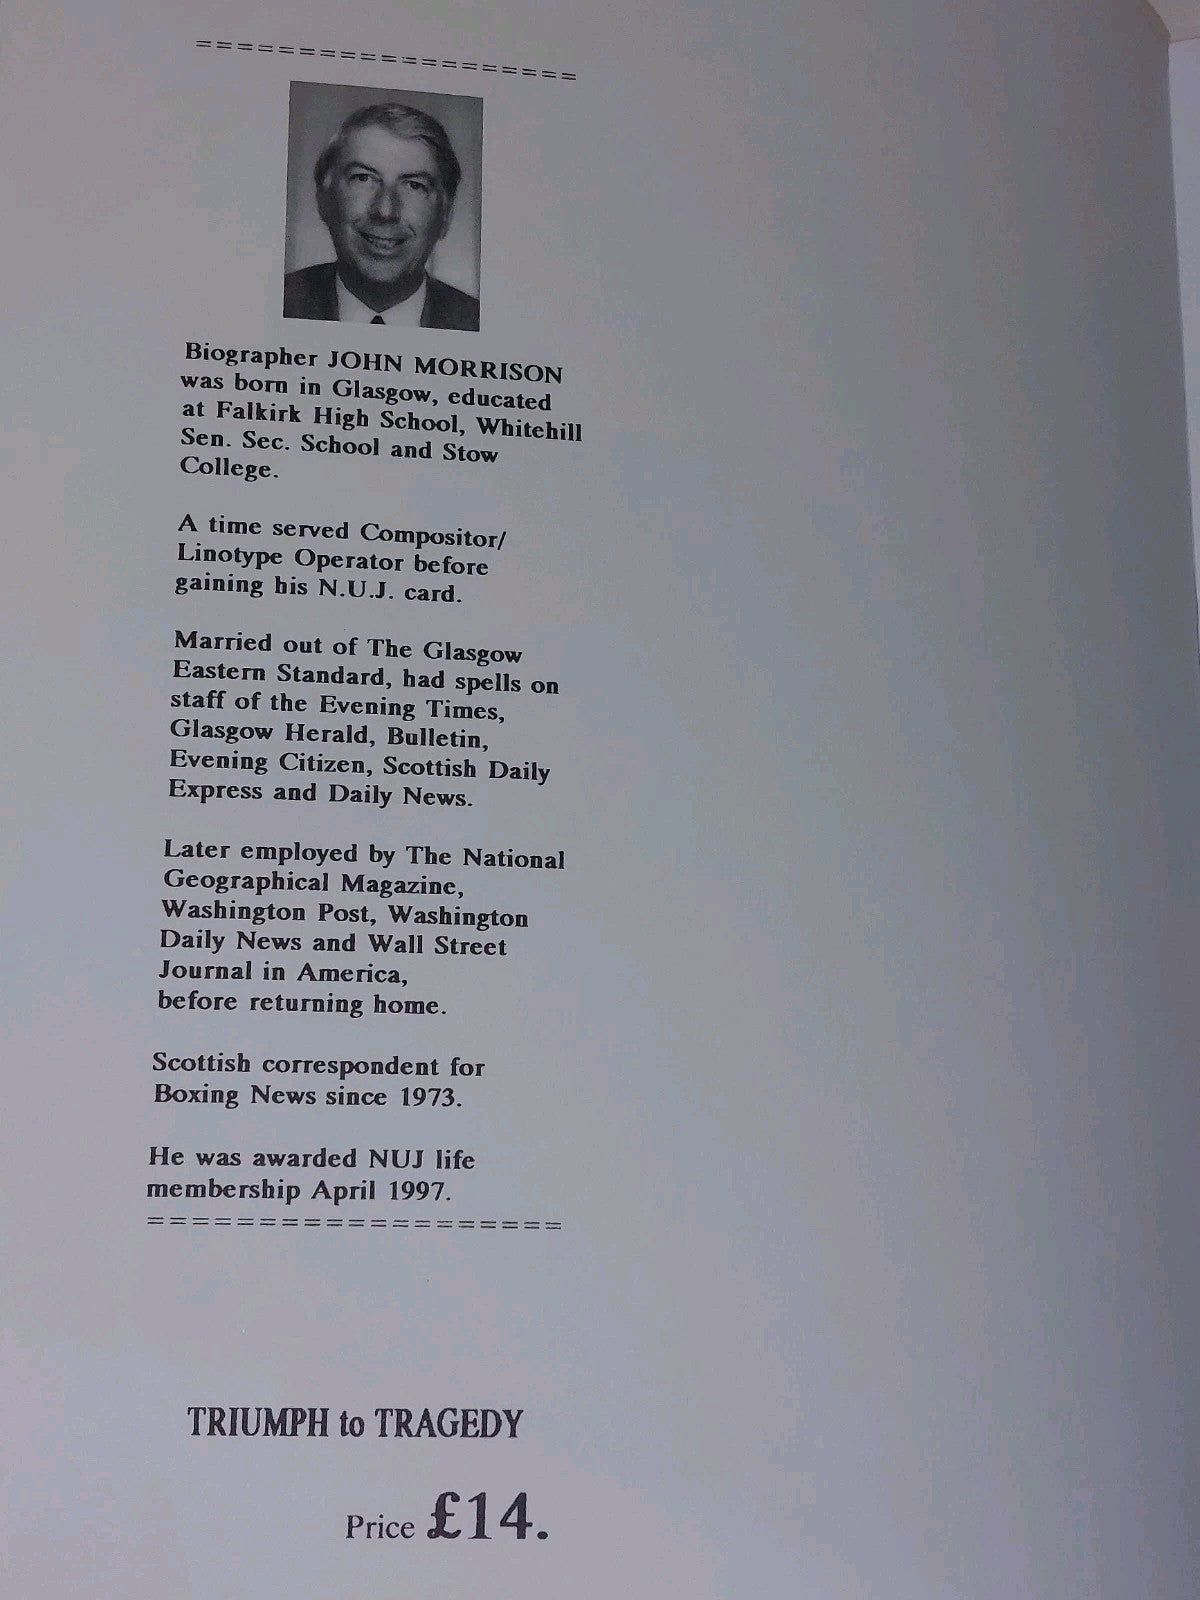 ===================
Biographer JOHN MORRISON
was born in Glasgow, educated
at Falkirk High School, Whitehill
Sen. Sec. School and Stow
College.
A time served Compositor/
Linotype Operator before
gaining his N.U.J. card.
Married out of The Glasgow
Eastern Standard, had spells on
staff of the Evening Times,
Glasgow Herald, Bulletin,
Evening Citizen, Scottish Daily
Express and Daily News.
Later employed by The National
Geographical Magazine,
Washington Post, Washington
Daily News and Wall Street
Journal in America,
before returning home.
Scottish correspondent for
Boxing News since 1973.
He was awarded NUJ life
membership April 1997.
===================
TRIUMPH to TRAGEDY
Price £14.